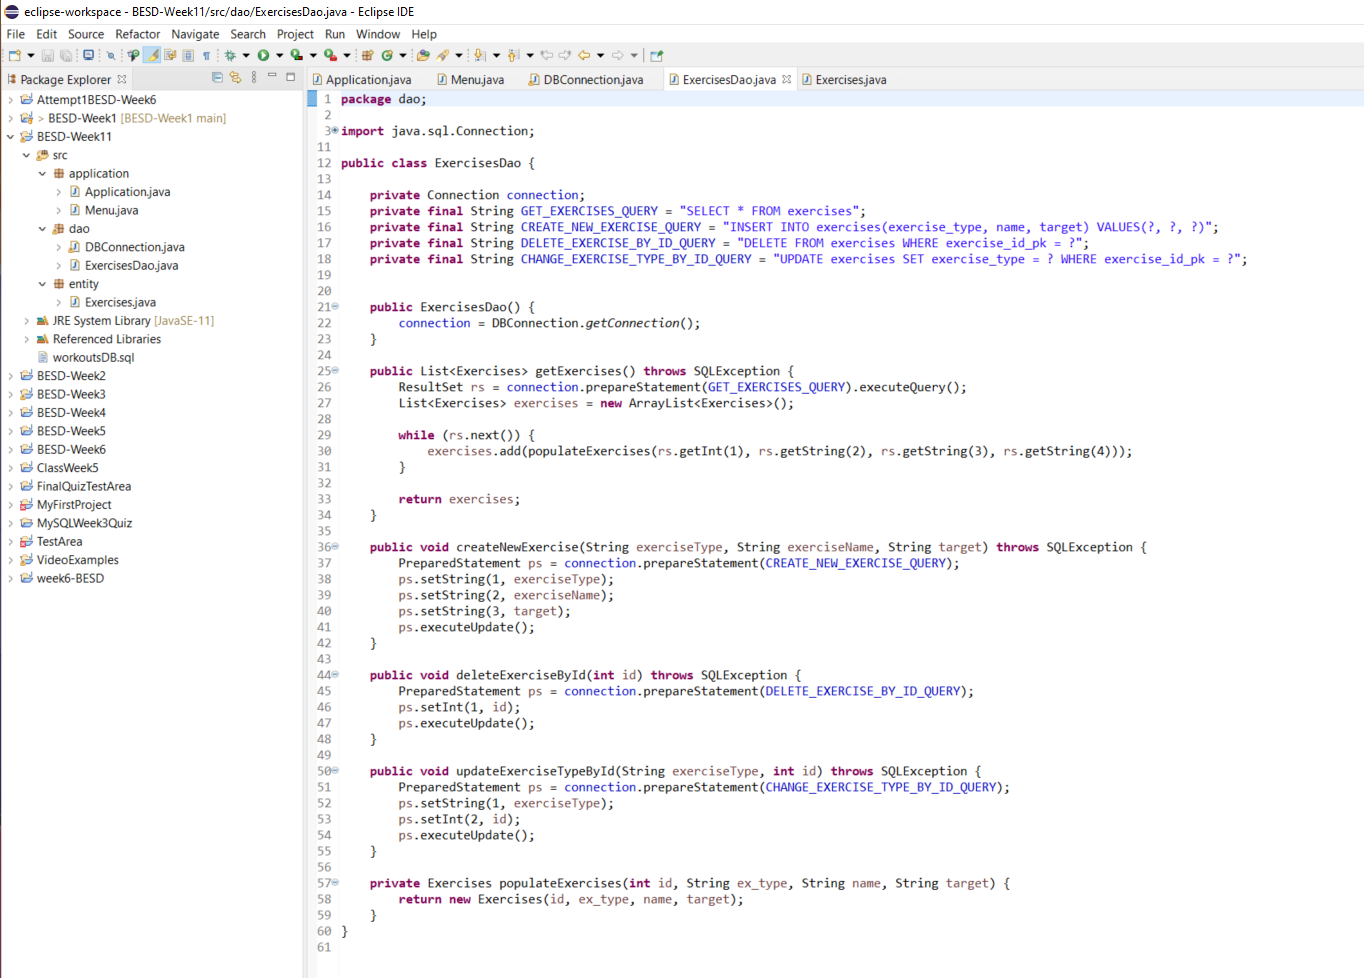 eclipse-workspace - BESD-Week11/src/dao/ExercisesDao.java - Eclipse IDE
File Edit Source Refactor Navigate Search Project Run Window Help
Package Explorer
Attempt1BESD-Week6
> BESD-Week1 [BESD-Week1 main]
BESD-Week11
src
application
Application.java
Menu.java
dao
DBConnection.java
ExercisesDao.java
entity
Exercises.java
JRE System Library [JavaSE-11]
Referenced Libraries
workoutsDB.sql
BESD-Week2
BESD-Week3
BESD-Week4
BESD-Week5
BESD-Week6
ClassWeek5
FinalQuizTestArea
MyFirstProject
MySQLWeek3Quiz
TestArea
VideoExamples
week6-BESD
Application.java Menu.java DBConnection.java ExercisesDao.java Exercises.java
1 package dao;
2
3 import java.sql.Connection;
11
12 public class ExercisesDao {
13
14     private Connection connection;
15     private final String GET_EXERCISES_QUERY = "SELECT * FROM exercises";
16     private final String CREATE_NEW_EXERCISE_QUERY = "INSERT INTO exercises(exercise_type, name, target) VALUES(?, ?, ?)";
17     private final String DELETE_EXERCISE_BY_ID_QUERY = "DELETE FROM exercises WHERE exercise_id_pk = ?";
18     private final String CHANGE_EXERCISE_TYPE_BY_ID_QUERY = "UPDATE exercises SET exercise_type = ? WHERE exercise_id_pk = ?";
19
20
21     public ExercisesDao() {
22         connection = DBConnection.getConnection();
23     }
24
25     public List<Exercises> getExercises() throws SQLException {
26         ResultSet rs = connection.prepareStatement(GET_EXERCISES_QUERY).executeQuery();
27         List<Exercises> exercises = new ArrayList<Exercises>();
28
29         while (rs.next()) {
30             exercises.add(populateExercises(rs.getInt(1), rs.getString(2), rs.getString(3), rs.getString(4)));
31         }
32
33         return exercises;
34     }
35
36     public void createNewExercise(String exerciseType, String exerciseName, String target) throws SQLException {
37         PreparedStatement ps = connection.prepareStatement(CREATE_NEW_EXERCISE_QUERY);
38         ps.setString(1, exerciseType);
39         ps.setString(2, exerciseName);
40         ps.setString(3, target);
41         ps.executeUpdate();
42     }
43
44     public void deleteExerciseById(int id) throws SQLException {
45         PreparedStatement ps = connection.prepareStatement(DELETE_EXERCISE_BY_ID_QUERY);
46         ps.setInt(1, id);
47         ps.executeUpdate();
48     }
49
50     public void updateExerciseTypeById(String exerciseType, int id) throws SQLException {
51         PreparedStatement ps = connection.prepareStatement(CHANGE_EXERCISE_TYPE_BY_ID_QUERY);
52         ps.setString(1, exerciseType);
53         ps.setInt(2, id);
54         ps.executeUpdate();
55     }
56
57     private Exercises populateExercises(int id, String ex_type, String name, String target) {
58         return new Exercises(id, ex_type, name, target);
59     }
60 }
61